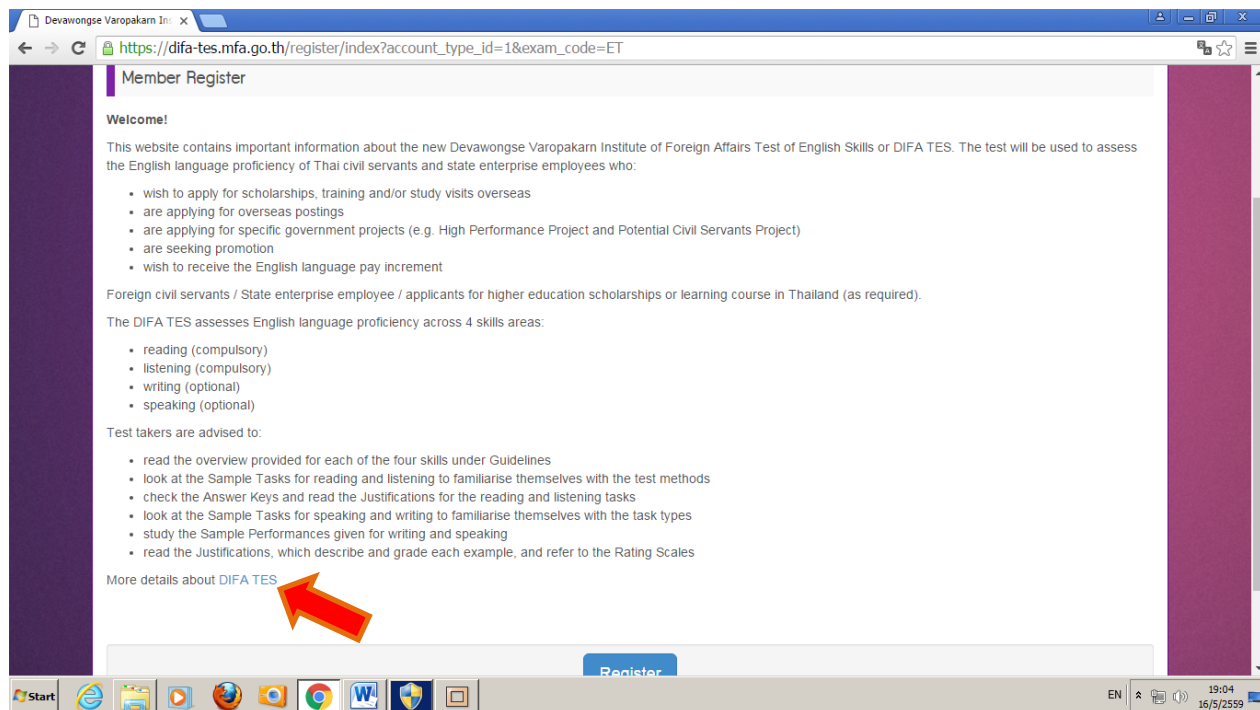 Devawongse Varopakarn In
https://difa-tes.mfa.go.th/register/index?account_type_id=1&exam_code=ET
Member Register
Welcome!
This website contains important information about the new Devawongse Varopakarn Institute of Foreign Affairs Test of English Skills or DIFA TES. The test will be used to assess
the English language proficiency of Thai civil servants and state enterprise employees who:
• wish to apply for scholarships, training and/or study visits overseas
• are applying for overseas postings
• are applying for specific government projects (e.g. High Performance Project and Potential Civil Servants Project)
• are seeking promotion
• wish to receive the English language pay increment
Foreign civil servants / State enterprise employee / applicants for higher education scholarships or learning course in Thailand (as required).
The DIFA TES assesses English language proficiency across 4 skills areas:
• reading (compulsory)
• listening (compulsory)
• writing (optional)
• speaking (optional)
Test takers are advised to:
• read the overview provided for each of the four skills under Guidelines
• look at the Sample Tasks for reading and listening to familiarise themselves with the test methods
• check the Answer Keys and read the Justifications for the reading and listening tasks
• look at the Sample Tasks for speaking and writing to familiarise themselves with the task types
• study the Sample Performances given for writing and speaking
• read the Justifications, which describe and grade each example, and refer to the Rating Scales
More details about DIFA TES
Register
Start
EN
19:04
16/5/2559